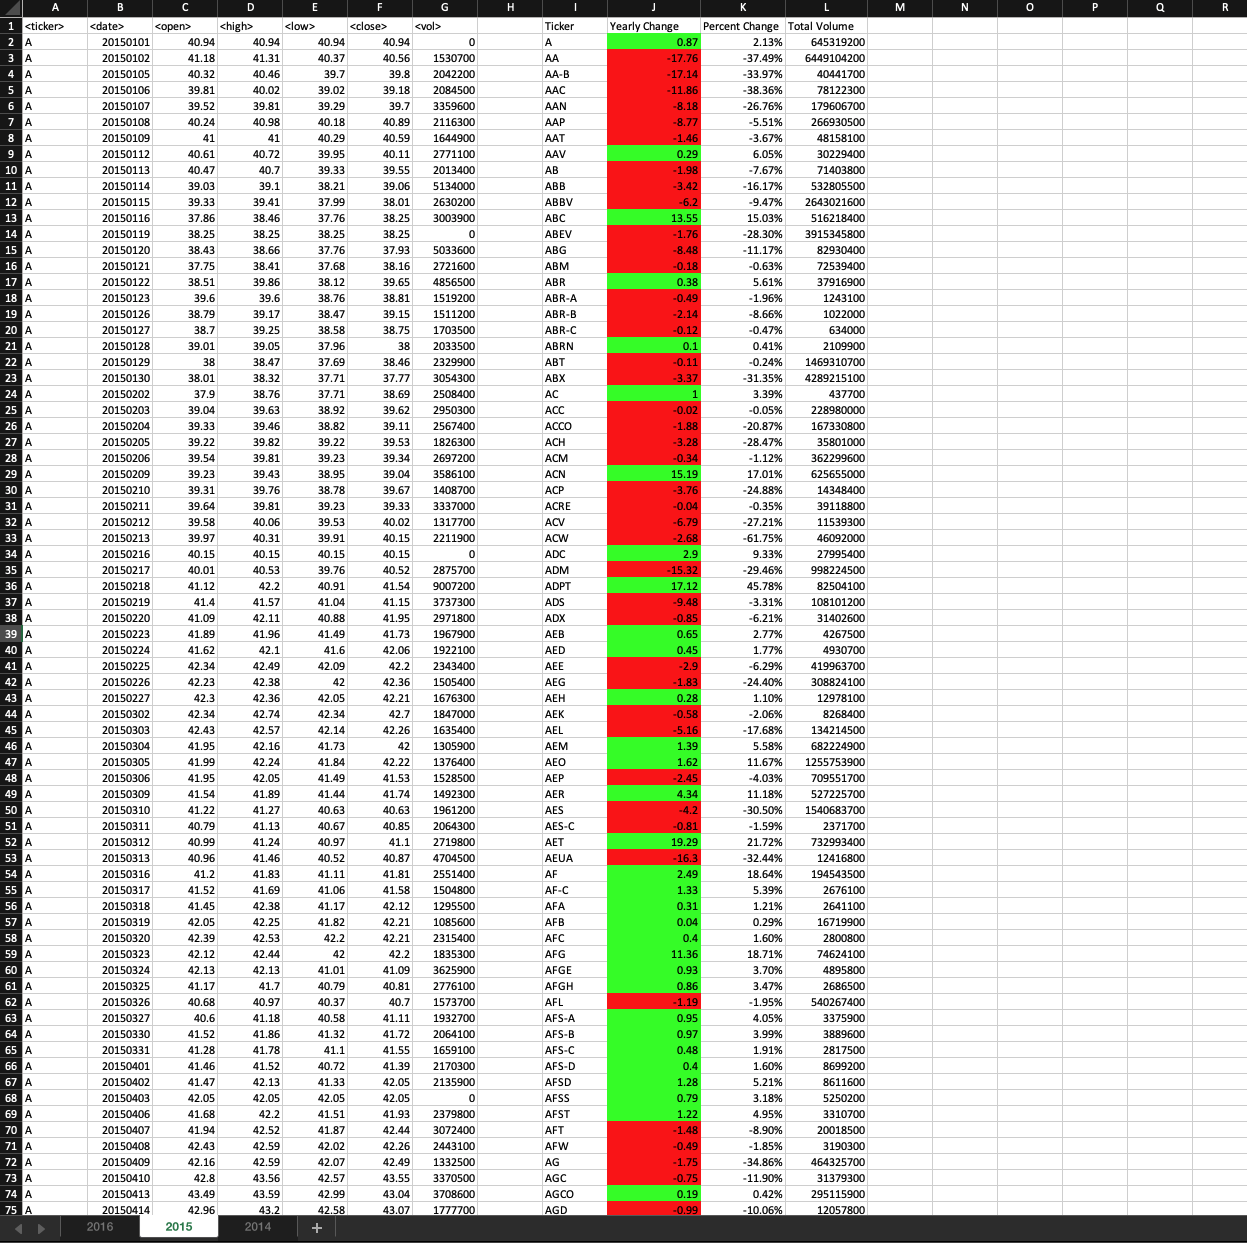 A B C D E F G H I J K L M N O P Q R
1 <ticker> <date> <open> <high> <low> <close> <vol> Ticker Yearly Change Percent Change Total Volume
2 A 20150101 40.94 40.94 40.94 40.94 0 A 0.87 2.13% 645319200
3 A 20150102 41.18 41.31 40.37 40.56 1530700 AA -17.76 -37.49% 6449104200
4 A 20150105 40.32 40.46 39.7 39.8 2042200 AA-B -17.14 -33.97% 40441700
5 A 20150106 39.81 40.02 39.02 39.18 2084500 AAC -11.86 -38.36% 78122300
6 A 20150107 39.52 39.81 39.29 39.7 3359600 AAN -8.18 -26.76% 179606700
7 A 20150108 40.24 40.98 40.18 40.89 2116300 AAP -8.77 -5.51% 266930500
8 A 20150109 41 41 40.29 40.59 1644900 AAT -1.46 -3.67% 48158100
9 A 20150112 40.61 40.72 39.95 40.11 2771100 AAV 0.29 6.05% 30229400
10 A 20150113 40.47 40.7 39.33 39.55 2013400 AB -1.98 -7.67% 71403800
11 A 20150114 39.03 39.1 38.21 39.06 5134000 ABB -3.42 -16.17% 532805500
12 A 20150115 39.33 39.41 37.99 38.01 2630200 ABBV -6.2 -9.47% 2643021600
13 A 20150116 37.86 38.46 37.76 38.25 3003900 ABC 13.55 15.03% 516218400
14 A 20150119 38.25 38.25 38.25 38.25 0 ABEV -1.76 -28.30% 3915345800
15 A 20150120 38.43 38.66 37.76 37.93 5033600 ABG -8.48 -11.17% 82930400
16 A 20150121 37.75 38.41 37.68 38.16 2721600 ABM -0.18 -0.63% 72539400
17 A 20150122 38.51 39.86 38.12 39.65 4856500 ABR 0.38 5.61% 37916900
18 A 20150123 39.6 39.6 38.76 38.81 1519200 ABR-A -0.49 -1.96% 1243100
19 A 20150126 38.79 39.17 38.47 39.15 1511200 ABR-B -2.14 -8.66% 1022000
20 A 20150127 38.7 39.25 38.58 38.75 1703500 ABR-C -0.12 -0.47% 634000
21 A 20150128 39.01 39.05 37.96 38 2033500 ABRN 0.1 0.41% 2109900
22 A 20150129 38 38.47 37.69 38.46 2329900 ABT -0.11 -0.24% 1469310700
23 A 20150130 38.01 38.32 37.71 37.77 3054300 ABX -3.37 -31.35% 4289215100
24 A 20150202 37.9 38.76 37.71 38.69 2508400 AC 1 3.39% 437700
25 A 20150203 39.04 39.63 38.92 39.62 2950300 ACC -0.02 -0.05% 228980000
26 A 20150204 39.33 39.46 38.82 39.11 2567400 ACCO -1.88 -20.87% 167330800
27 A 20150205 39.22 39.82 39.22 39.53 1826300 ACH -3.28 -28.47% 35801000
28 A 20150206 39.54 39.81 39.23 39.34 2697200 ACM -0.34 -1.12% 362299600
29 A 20150209 39.23 39.43 38.95 39.04 3586100 ACN 15.19 17.01% 625655000
30 A 20150210 39.31 39.76 38.78 39.67 1408700 ACP -3.76 -24.88% 14348400
31 A 20150211 39.64 39.81 39.23 39.33 3337000 ACRE -0.04 -0.35% 39118800
32 A 20150212 39.58 40.06 39.53 40.02 1317700 ACV -6.79 -27.21% 11539300
33 A 20150213 39.97 40.31 39.91 40.15 2211900 ACW -2.68 -61.75% 46092000
34 A 20150216 40.15 40.15 40.15 40.15 0 ADC 2.9 9.33% 27995400
35 A 20150217 40.01 40.53 39.76 40.52 2875700 ADM -15.32 -29.46% 998224500
36 A 20150218 41.12 42.2 40.91 41.54 9007200 ADPT 17.12 45.78% 82504100
37 A 20150219 41.4 41.57 41.04 41.15 3737300 ADS -9.48 -3.31% 108101200
38 A 20150220 41.09 42.11 40.88 41.95 2971800 ADX -0.85 -6.21% 31402600
39 A 20150223 41.89 41.96 41.49 41.73 1967900 AEB 0.65 2.77% 4267500
40 A 20150224 41.62 42.1 41.6 42.06 1922100 AED 0.45 1.77% 4930700
41 A 20150225 42.34 42.49 42.09 42.2 2343400 AEE -2.9 -6.29% 419963700
42 A 20150226 42.23 42.38 42 42.36 1505400 AEG -1.83 -24.40% 308824100
43 A 20150227 42.3 42.36 42.05 42.21 1676300 AEH 0.28 1.10% 12978100
44 A 20150302 42.34 42.74 42.34 42.7 1847000 AEK -0.58 -2.06% 8268400
45 A 20150303 42.43 42.57 42.14 42.26 1635400 AEL -5.16 -17.68% 134214500
46 A 20150304 41.95 42.16 41.73 42 1305900 AEM 1.39 5.58% 682224900
47 A 20150305 41.99 42.24 41.84 42.22 1376400 AEO 1.62 11.67% 1255753900
48 A 20150306 41.95 42.05 41.49 41.53 1528500 AEP -2.45 -4.03% 709551700
49 A 20150309 41.54 41.89 41.44 41.74 1492300 AER 4.34 11.18% 527225700
50 A 20150310 41.22 41.27 40.63 40.63 1961200 AES -4.2 -30.50% 1540683700
51 A 20150311 40.79 41.13 40.67 40.85 2064300 AES-C -0.81 -1.59% 2371700
52 A 20150312 40.99 41.24 40.97 41.1 2719800 AET 19.29 21.72% 732993400
53 A 20150313 40.96 41.46 40.52 40.87 4704500 AEUA -16.3 -32.44% 12416800
54 A 20150316 41.2 41.83 41.11 41.81 2551400 AF 2.49 18.64% 194543500
55 A 20150317 41.52 41.69 41.06 41.58 1504800 AF-C 1.33 5.39% 2676100
56 A 20150318 41.45 42.38 41.17 42.12 1295500 AFA 0.31 1.21% 2641100
57 A 20150319 42.05 42.25 41.82 42.21 1085600 AFB 0.04 0.29% 16719900
58 A 20150320 42.39 42.53 42.2 42.21 2315400 AFC 0.4 1.60% 2800800
59 A 20150323 42.12 42.44 42 42.2 1835300 AFG 11.36 18.71% 74624100
60 A 20150324 42.13 42.13 41.01 41.09 3625900 AFGE 0.93 3.70% 4895800
61 A 20150325 41.17 41.7 40.79 40.81 2776100 AFGH 0.86 3.47% 2686500
62 A 20150326 40.68 40.97 40.37 40.7 1573700 AFL -1.19 -1.95% 540267400
63 A 20150327 40.6 41.18 40.58 41.11 1932700 AFS-A 0.95 4.05% 3375900
64 A 20150330 41.52 41.86 41.32 41.72 2064100 AFS-B 0.97 3.99% 3889600
65 A 20150331 41.28 41.78 41.1 41.55 1659100 AFS-C 0.48 1.91% 2817500
66 A 20150401 41.46 41.52 40.72 41.39 2170300 AFS-D 0.4 1.60% 8699200
67 A 20150402 41.47 42.13 41.33 42.05 2135900 AFSD 1.28 5.21% 8611600
68 A 20150403 42.05 42.05 42.05 42.05 0 AFSS 0.79 3.18% 5250200
69 A 20150406 41.68 42.2 41.51 41.93 2379800 AFST 1.22 4.95% 3310700
70 A 20150407 41.94 42.52 41.87 42.44 3072400 AFT -1.48 -8.90% 20018500
71 A 20150408 42.43 42.59 42.02 42.26 2443100 AFW -0.49 -1.85% 3190300
72 A 20150409 42.16 42.59 42.07 42.49 1332500 AG -1.75 -34.86% 464325700
73 A 20150410 42.8 43.56 42.57 43.55 3370500 AGC -0.75 -11.90% 31379300
74 A 20150413 43.49 43.59 42.99 43.04 3708600 AGCO 0.19 0.42% 295115900
75 A 20150414 42.96 43.2 42.58 43.07 1777700 AGD -0.99 -10.06% 12057800
2016 2015 2014 +